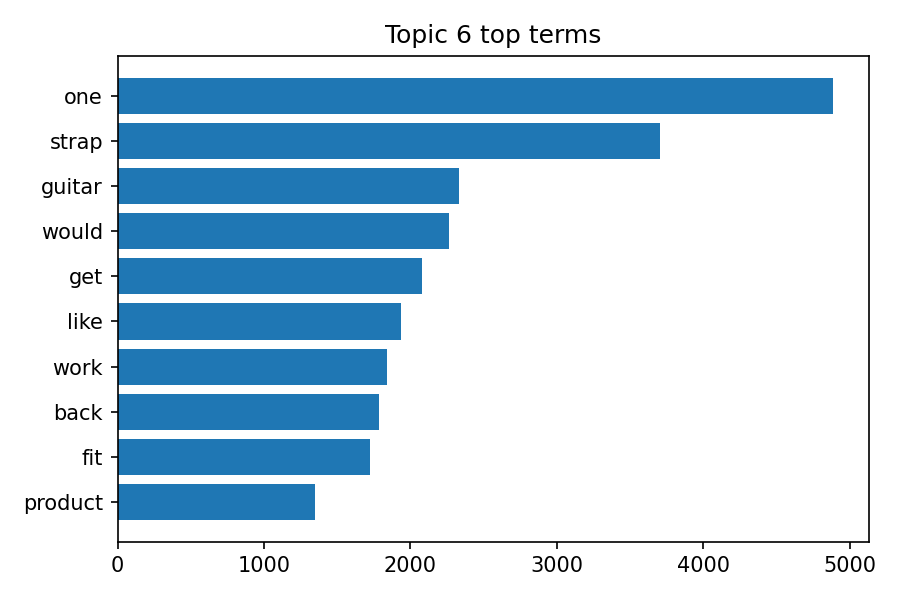 Topic 6 top terms
one
strap
guitar
would
get
like
work
back
fit
product
0 1000 2000 3000 4000 5000